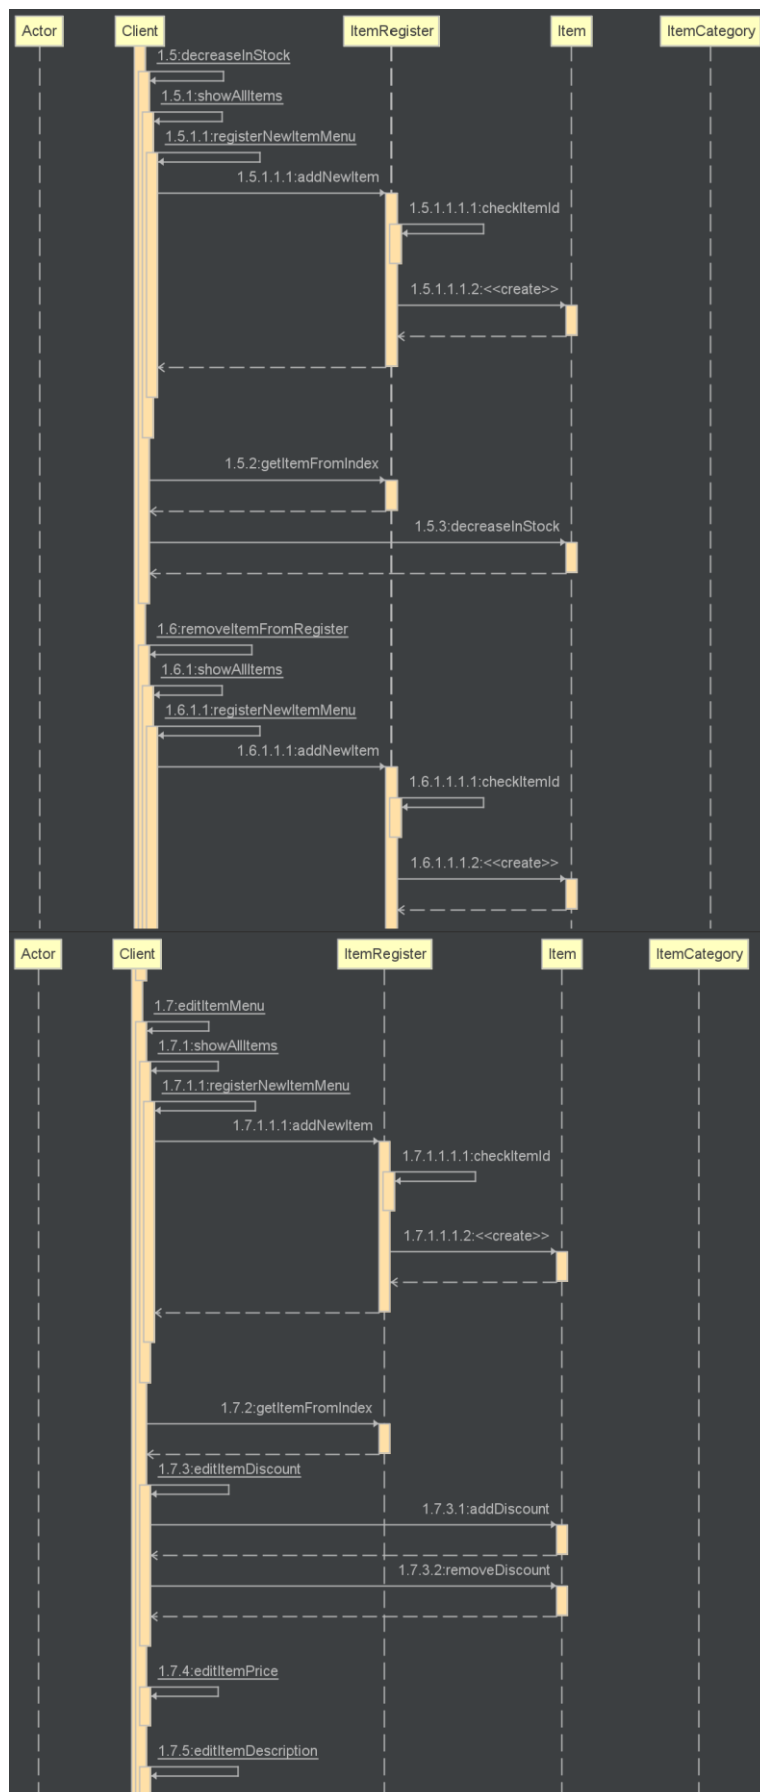 Actor Client ItemRegister Item ItemCategory
1.5:decreaseInStock
1.5.1:showAllItems
1.5.1.1:registerNewItemMenu
1.5.1.1.1:addNewItem
1.5.1.1.1.1:checkItemId
1.5.1.1.1.2:<<create>>
1.5.2:getItemFromIndex
1.5.3:decreaseInStock
1.6:removeItemFromRegister
1.6.1:showAllItems
1.6.1.1:registerNewItemMenu
1.6.1.1.1:addNewItem
1.6.1.1.1.1:checkItemId
1.6.1.1.1.2:<<create>>
Actor Client ItemRegister Item ItemCategory
1.7:editItemMenu
1.7.1:showAllItems
1.7.1.1:registerNewItemMenu
1.7.1.1.1:addNewItem
1.7.1.1.1.1:checkItemId
1.7.1.1.1.2:<<create>>
1.7.2:getItemFromIndex
1.7.3:editItemDiscount
1.7.3.1:addDiscount
1.7.3.2:removeDiscount
1.7.4:editItemPrice
1.7.5:editItemDescription